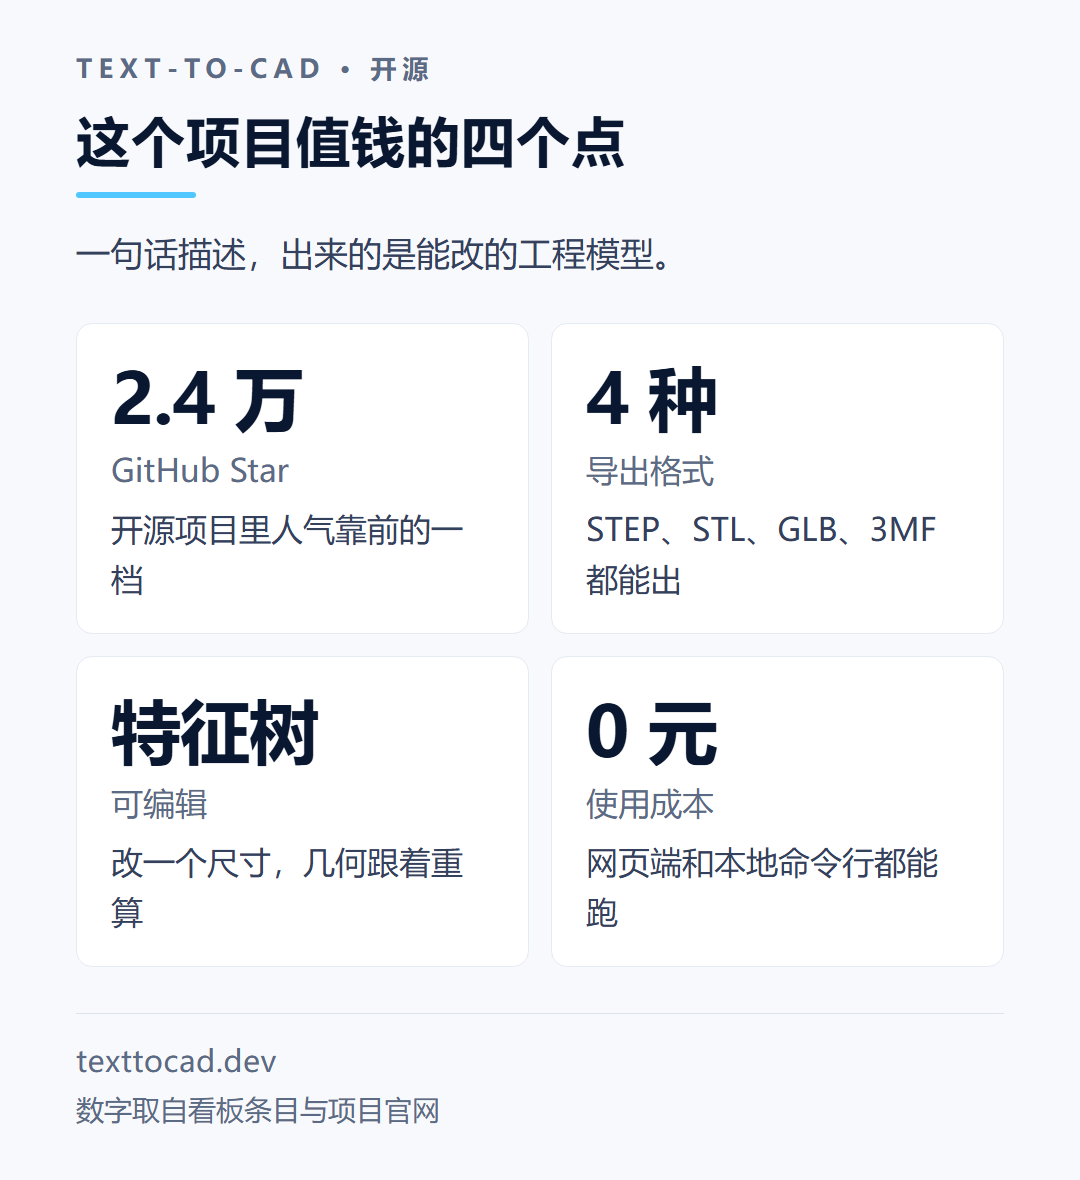 TEXT-TO-CAD • 开源
这个项目值钱的四个点
一句话描述，出来的是能改的工程模型。
2.4 万
GitHub Star
开源项目里人气靠前的一
档
4 种
导出格式
STEP、STL、GLB、3MF
都能出
特征树
可编辑
改一个尺寸，几何跟着重
算
0 元
使用成本
网页端和本地命令行都能
跑
texttocad.dev
数字取自看板条目与项目官网